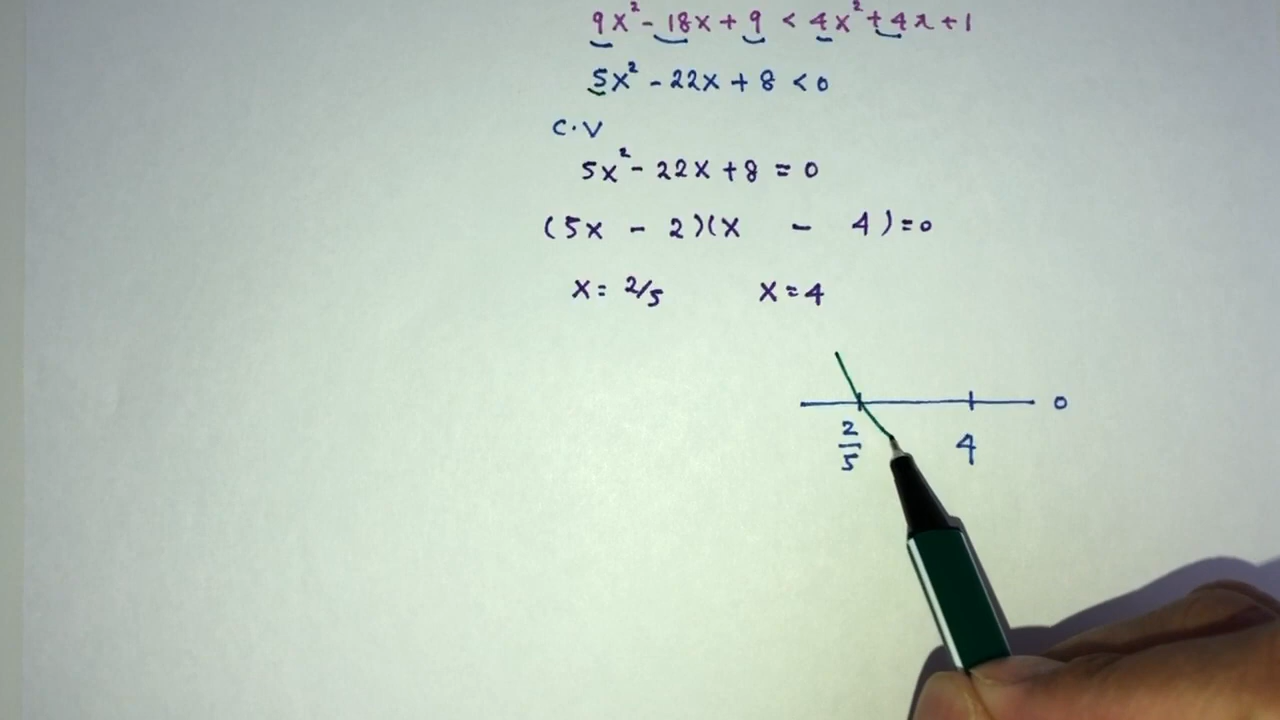 9x² - 18x + 9 < 4x² + 4x + 1
5x² - 22x + 8 < 0
C.V
5x² - 22x + 8 = 0
(5x - 2)(x - 4) = 0
x = 2/5 x = 4
0
2/5 4